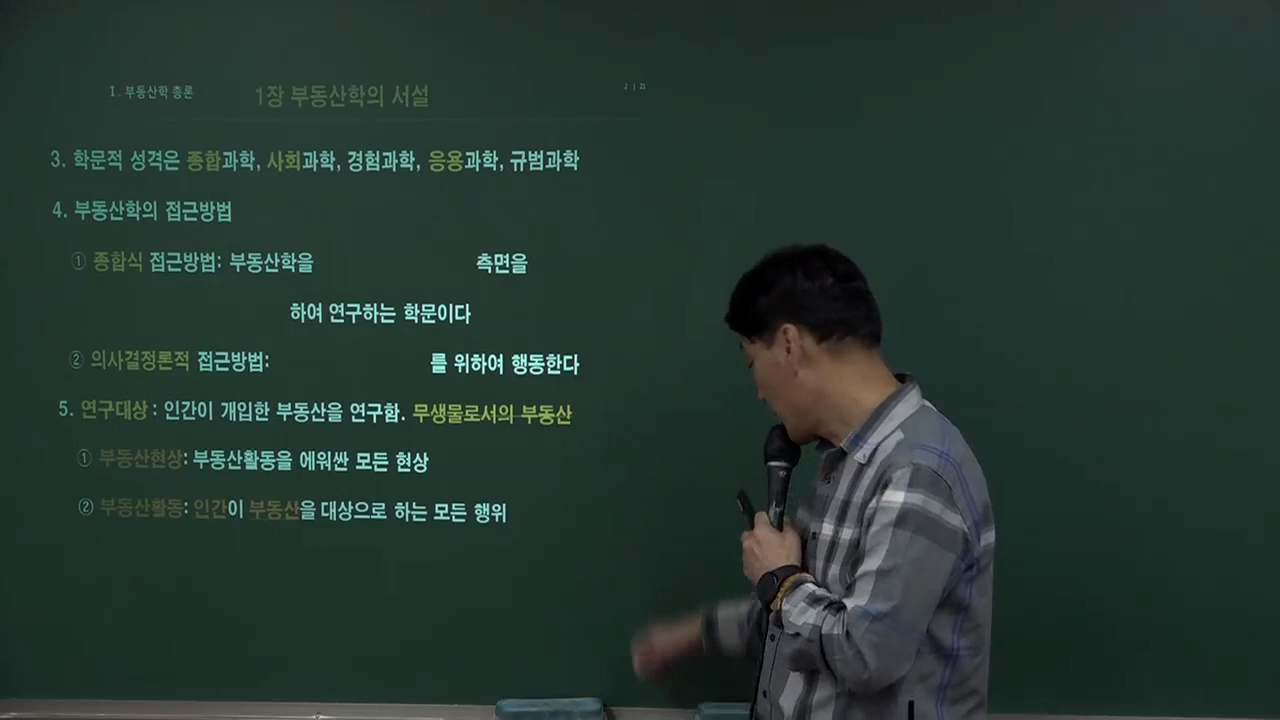 Ⅰ. 부동산학 총론
1장 부동산학의 서설
2 | 21
3. 학문적 성격은 종합과학, 사회과학, 경험과학, 응용과학, 규범과학
4. 부동산학의 접근방법
① 종합식 접근방법: 부동산학을 측면을
하여 연구하는 학문이다
② 의사결정론적 접근방법: 를 위하여 행동한다
5. 연구대상 : 인간이 개입한 부동산을 연구함. 무생물로서의 부동산
① 부동산현상: 부동산활동을 에워싼 모든 현상
② 부동산활동: 인간이 부동산을 대상으로 하는 모든 행위